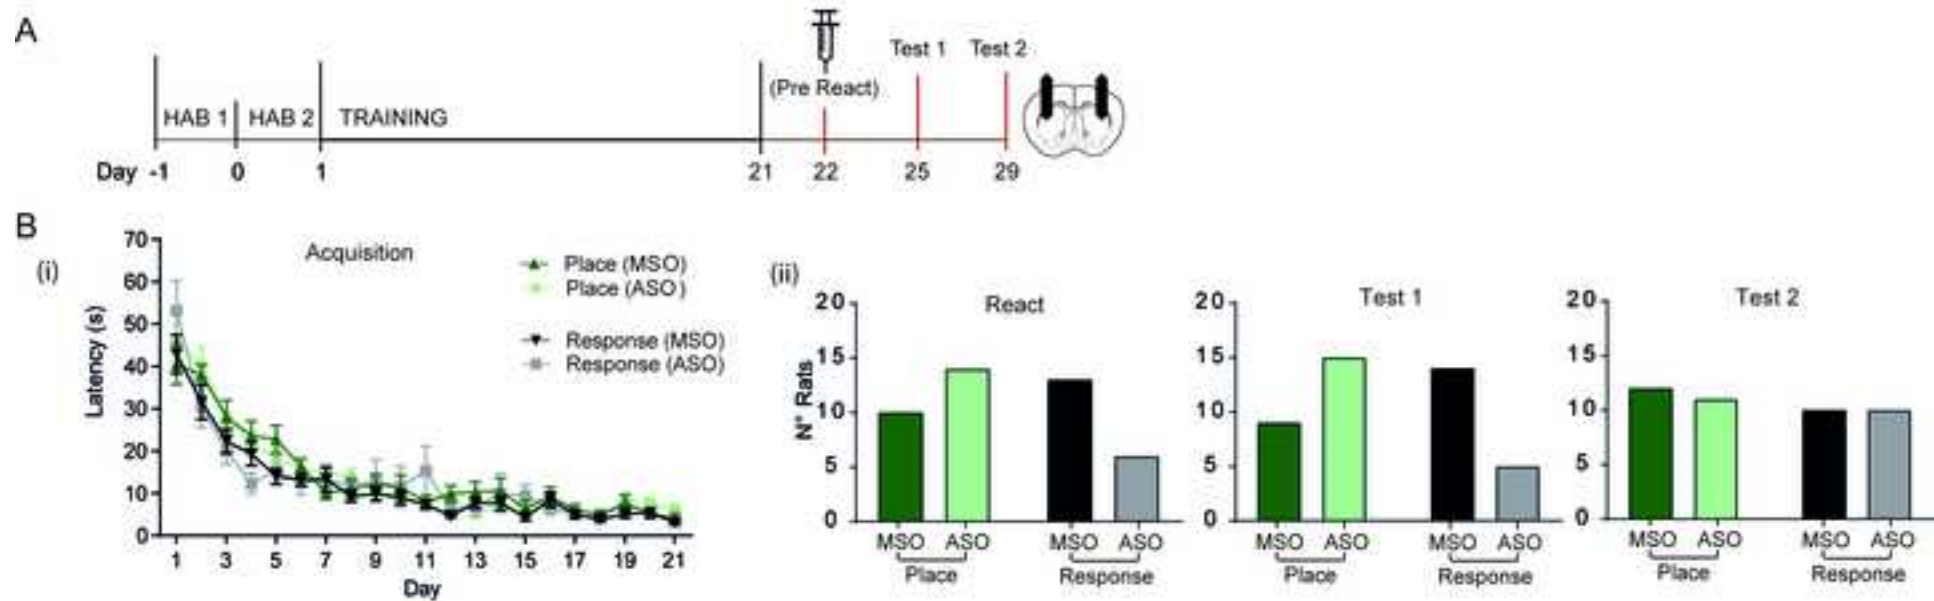 A
Test 1 Test 2
(Pre React)
HAB 1 HAB 2 TRAINING
Day -1 0 1 21 22 25 29
B
(i)
Acquisition
Place (MSO)
Place (ASO)
Response (MSO)
Response (ASO)
Latency (s)
70
60
50
40
30
20
10
0
1 3 5 7 9 11 13 15 17 19 21
Day
(ii)
React
N° Rats
20
15
10
5
0
MSO ASO MSO ASO
Place Response
Test 1
20
15
10
5
0
MSO ASO MSO ASO
Place Response
Test 2
20
15
10
5
0
MSO ASO MSO ASO
Place Response